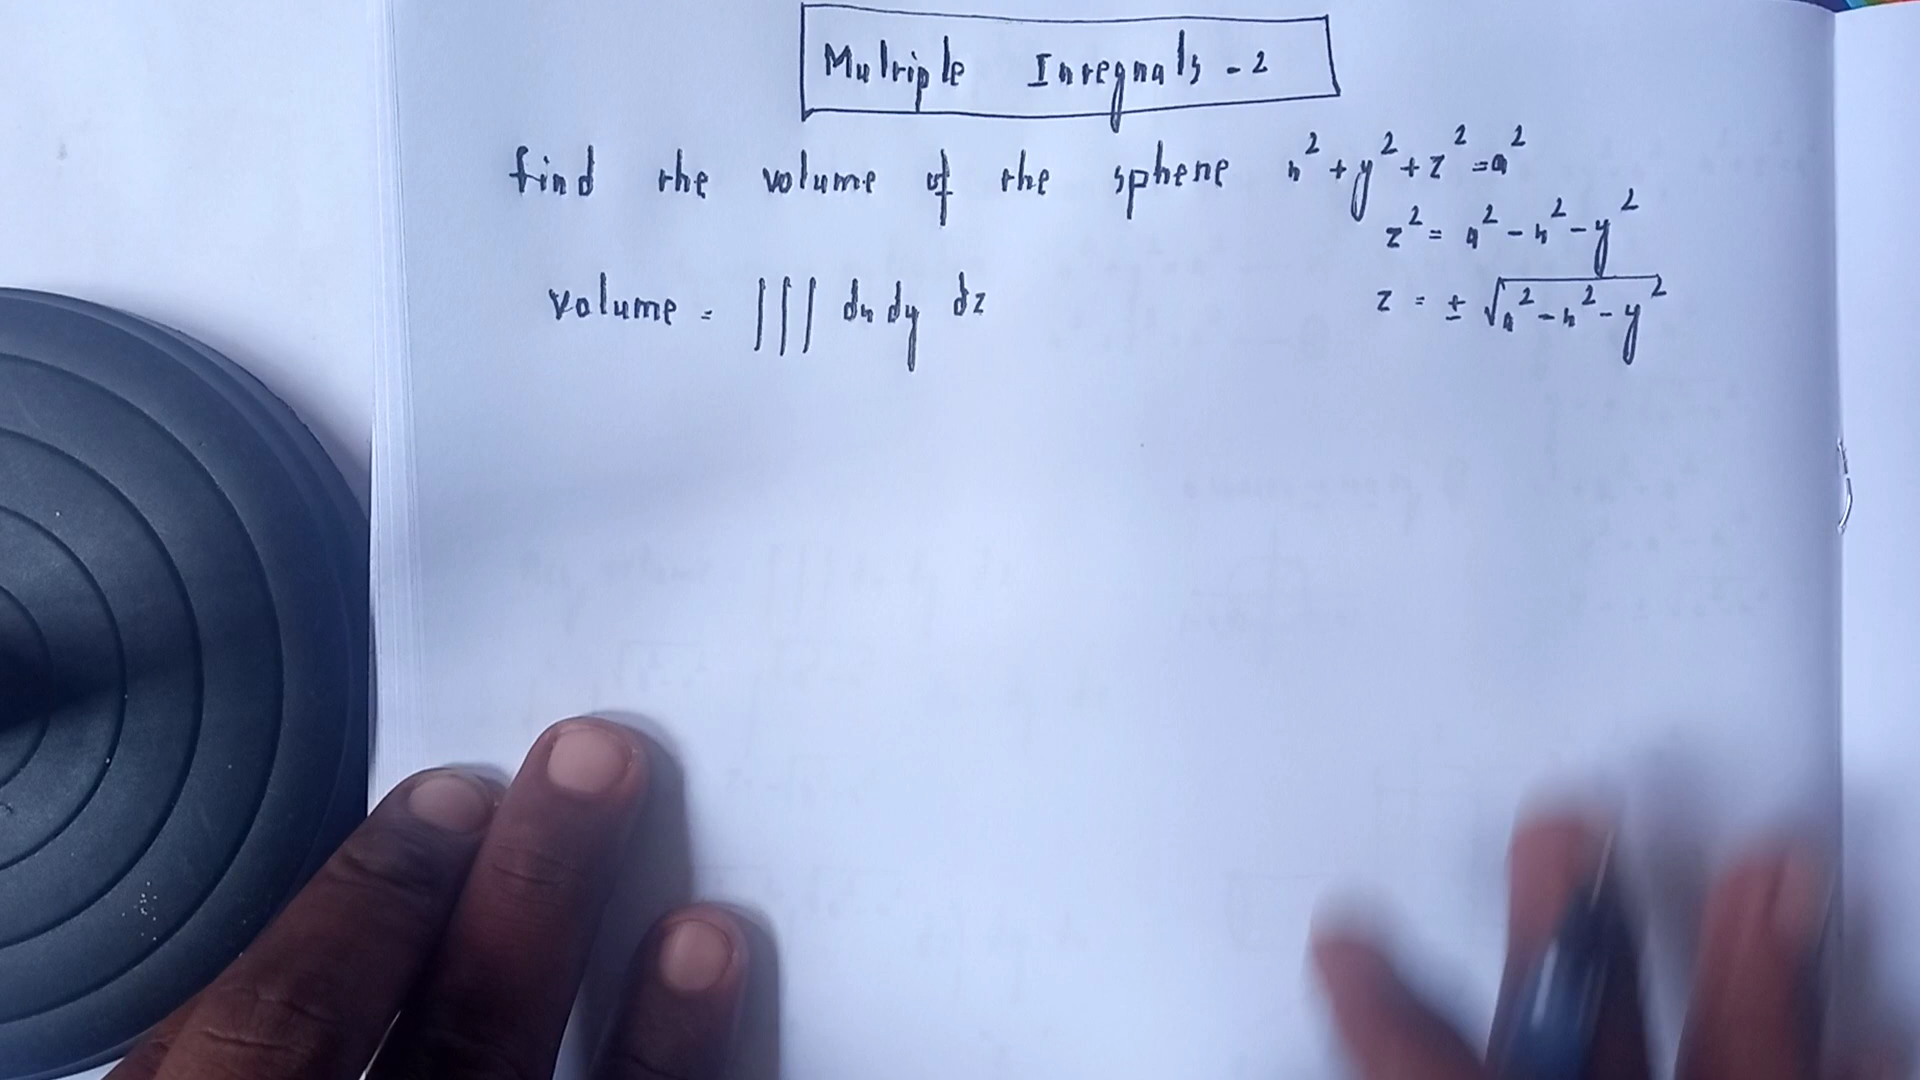 Multiple Integrals - 2
find the volume of the sphere x² + y² + z² = a²
z² = a² - x² - y²
volume = ∫∫∫ dx dy dz
z = ± √(a² - x² - y²)